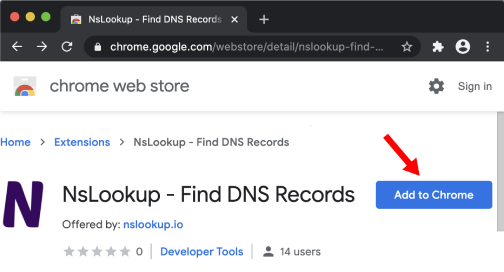 NsLookup - Find DNS Records
chrome.google.com/webstore/detail/nslookup-find-...
chrome web store
Sign in
Home > Extensions > NsLookup - Find DNS Records
N
NsLookup - Find DNS Records
Add to Chrome
Offered by: nslookup.io
0 | Developer Tools | 14 users